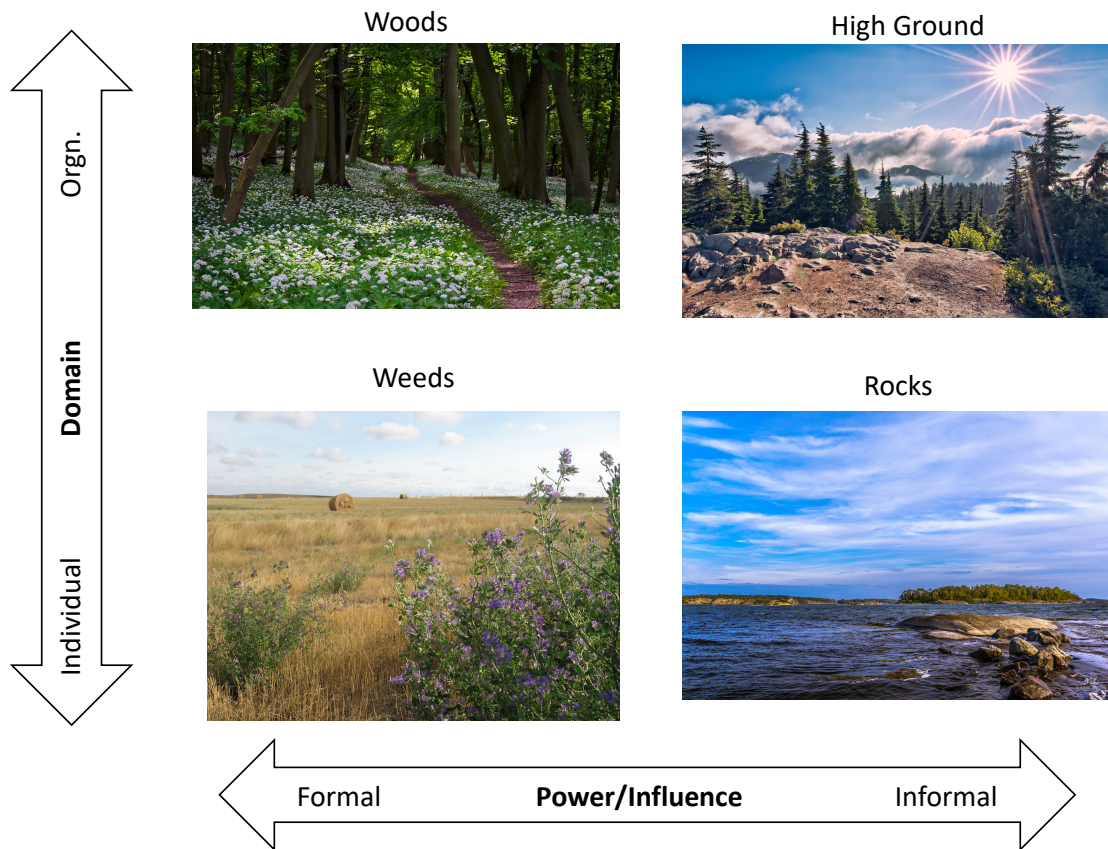 Woods
High Ground
Orgn.
Domain
Individual
Weeds
Rocks
Formal
Power/Influence
Informal